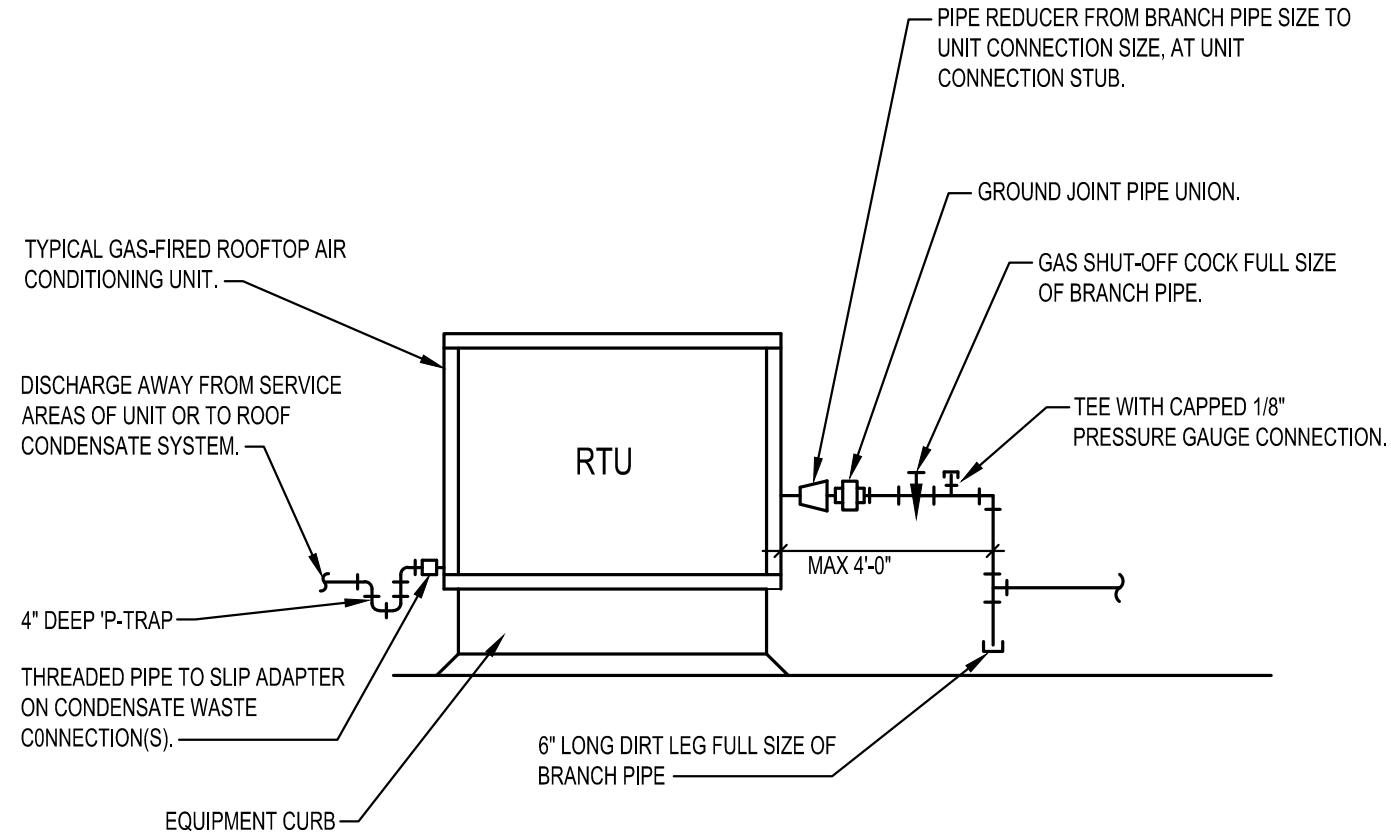 PIPE REDUCER FROM BRANCH PIPE SIZE TO
UNIT CONNECTION SIZE, AT UNIT
CONNECTION STUB.
GROUND JOINT PIPE UNION.
TYPICAL GAS-FIRED ROOFTOP AIR
CONDITIONING UNIT.
GAS SHUT-OFF COCK FULL SIZE
OF BRANCH PIPE.
DISCHARGE AWAY FROM SERVICE
AREAS OF UNIT OR TO ROOF
CONDENSATE SYSTEM.
TEE WITH CAPPED 1/8"
PRESSURE GAUGE CONNECTION.
RTU
MAX 4'-0"
4" DEEP 'P-TRAP
THREADED PIPE TO SLIP ADAPTER
ON CONDENSATE WASTE
C0NNECTION(S).
6" LONG DIRT LEG FULL SIZE OF
BRANCH PIPE
EQUIPMENT CURB